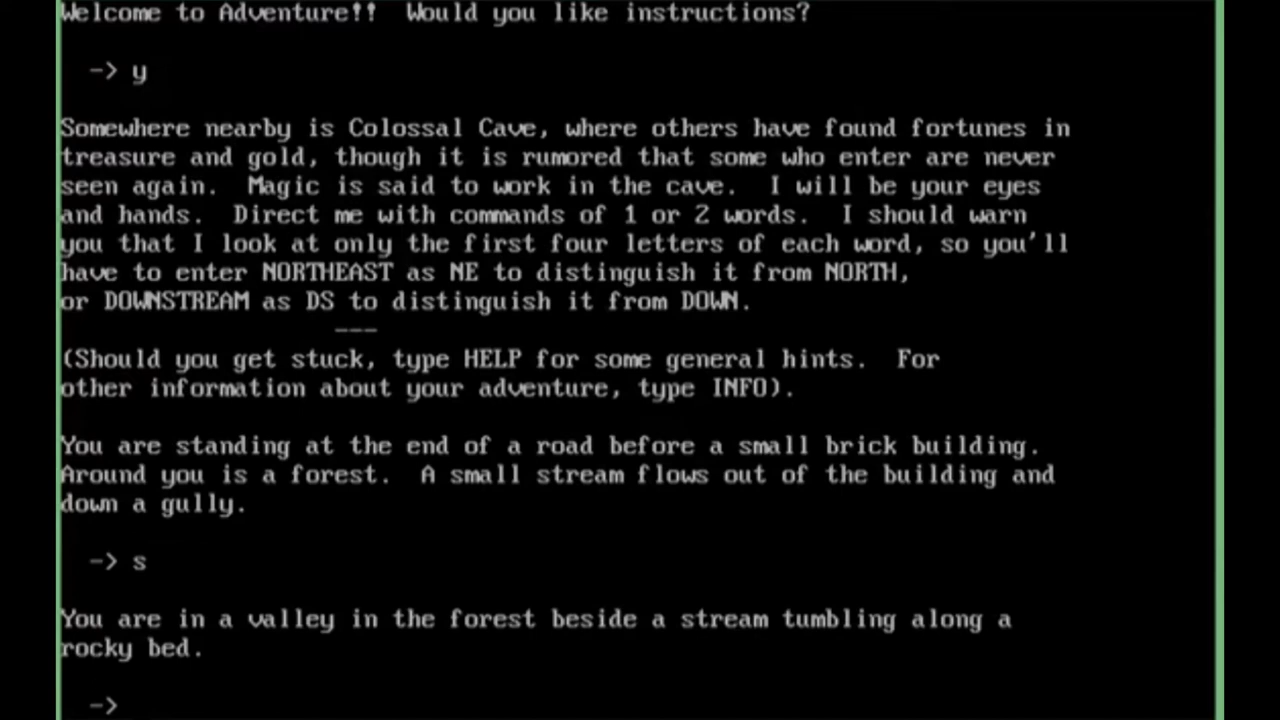 Welcome to Adventure!!  Would you like instructions?
-> y
Somewhere nearby is Colossal Cave, where others have found fortunes in
treasure and gold, though it is rumored that some who enter are never
seen again.  Magic is said to work in the cave.  I will be your eyes
and hands.  Direct me with commands of 1 or 2 words.  I should warn
you that I look at only the first four letters of each word, so you'll
have to enter NORTHEAST as NE to distinguish it from NORTH,
or DOWNSTREAM as DS to distinguish it from DOWN.
---
(Should you get stuck, type HELP for some general hints.  For
other information about your adventure, type INFO).
You are standing at the end of a road before a small brick building.
Around you is a forest.  A small stream flows out of the building and
down a gully.
-> s
You are in a valley in the forest beside a stream tumbling along a
rocky bed.
->